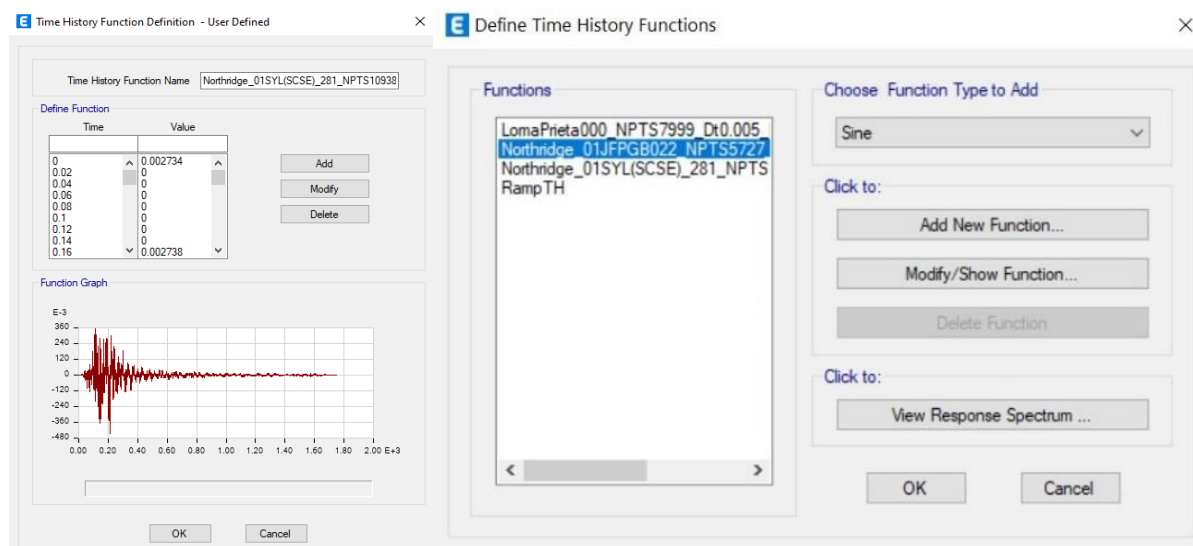 Time History Function Definition - User Defined
Time History Function Name Northridge_01SYL(SCSE)_281_NPTS10938
Define Function
Time Value
0 0.002734
0.02 0
0.04 0
0.06 0
0.08 0
0.1 0
0.12 0
0.14 0
0.16 0.002738
Add
Modify
Delete
Function Graph
E-3
360
240
120
0
-120
-240
-360
-480
0.00 0.20 0.40 0.60 0.80 1.00 1.20 1.40 1.60 1.80 2.00 E+3
OK Cancel
Define Time History Functions
Functions
LomaPrieta000_NPTS7999_Dt0.005_
Northridge_01JFPGB022_NPTS5727
Northridge_01SYL(SCSE)_281_NPTS
RampTH
Choose Function Type to Add
Sine
Click to:
Add New Function...
Modify/Show Function...
Delete Function
Click to:
View Response Spectrum ...
OK Cancel